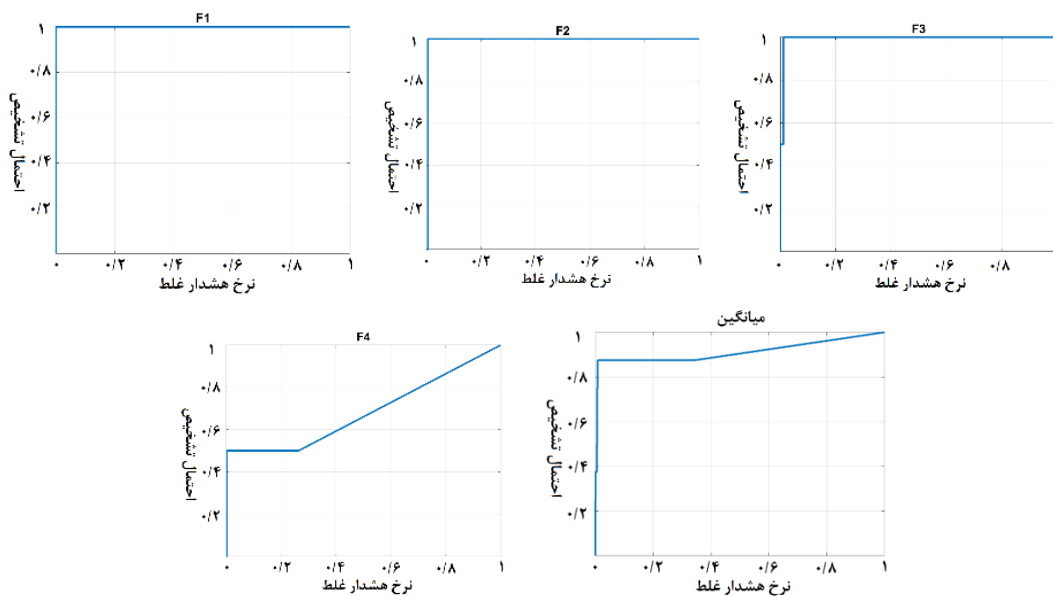 F1
۱
۰/۸
۰/۶
۰/۴
۰/۲
احتمال تشخیص
۰ ۰/۲ ۰/۴ ۰/۶ ۰/۸ ۱
نرخ هشدار غلط
F2
۱
۰/۸
۰/۶
۰/۴
۰/۲
احتمال تشخیص
۰ ۰/۲ ۰/۴ ۰/۶ ۰/۸ ۱
نرخ هشدار غلط
F3
۱
۰/۸
۰/۶
۰/۴
۰/۲
احتمال تشخیص
۰ ۰/۲ ۰/۴ ۰/۶ ۰/۸
نرخ هشدار غلط
F4
۱
۰/۸
۰/۶
۰/۴
۰/۲
احتمال تشخیص
۰ ۰/۲ ۰/۴ ۰/۶ ۰/۸ ۱
نرخ هشدار غلط
میانگین
۱
۰/۸
۰/۶
۰/۴
۰/۲
احتمال تشخیص
۰ ۰/۲ ۰/۴ ۰/۶ ۰/۸ ۱
نرخ هشدار غلط